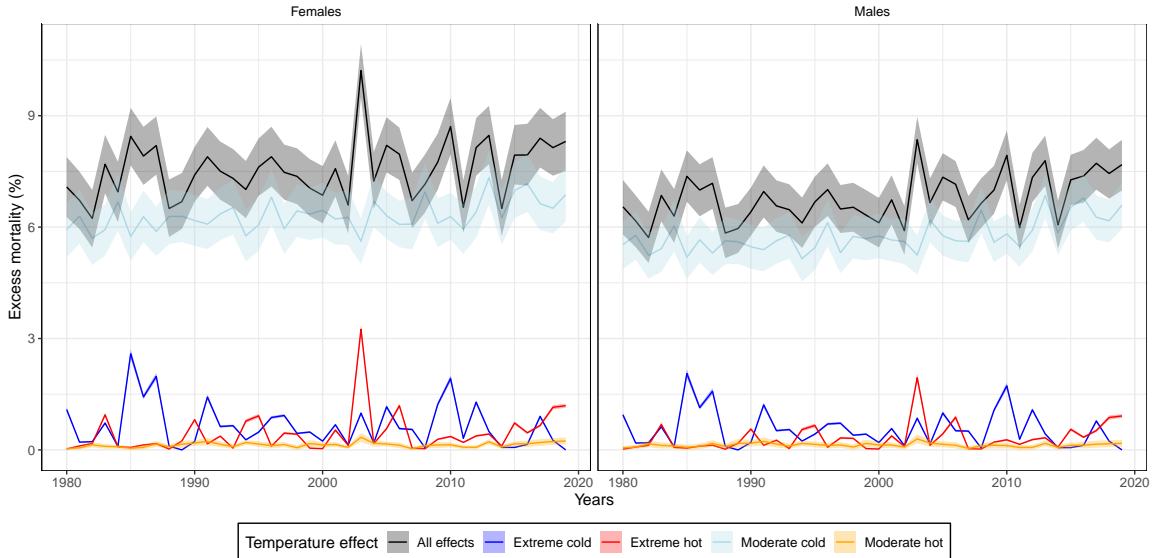 Females Males
Excess mortality (%)
9
6
3
0
1980 1990 2000 2010 2020 1980 1990 2000 2010 2020
Years
Temperature effect All effects Extreme cold Extreme hot Moderate cold Moderate hot